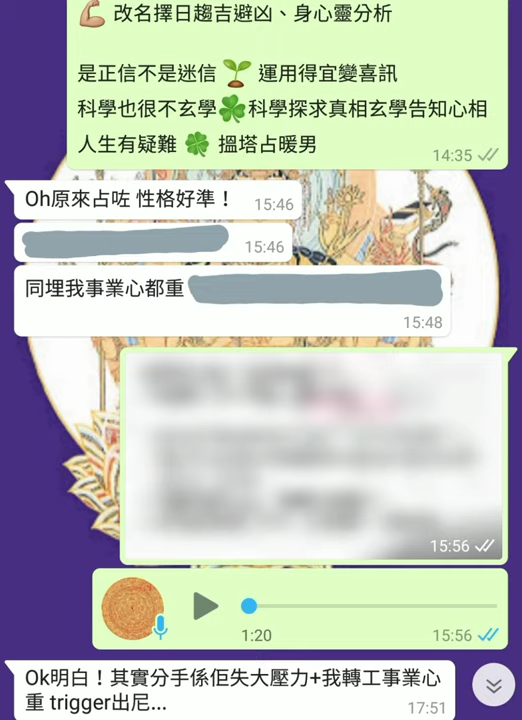 💪 改名擇日趨吉避凶、身心靈分析
是正信不是迷信 🌱 運用得宜變喜訊
科學也很不玄學🍀科學探求真相玄學告知心相
人生有疑難 🍀 搵塔占暖男
14:35
Oh原來占咗 性格好準！ 15:46
15:46
同埋我事業心都重
15:48
15:56
1:20 15:56
Ok明白！其實分手係佢失大壓力+我轉工事業心
重 trigger出尼... 17:51